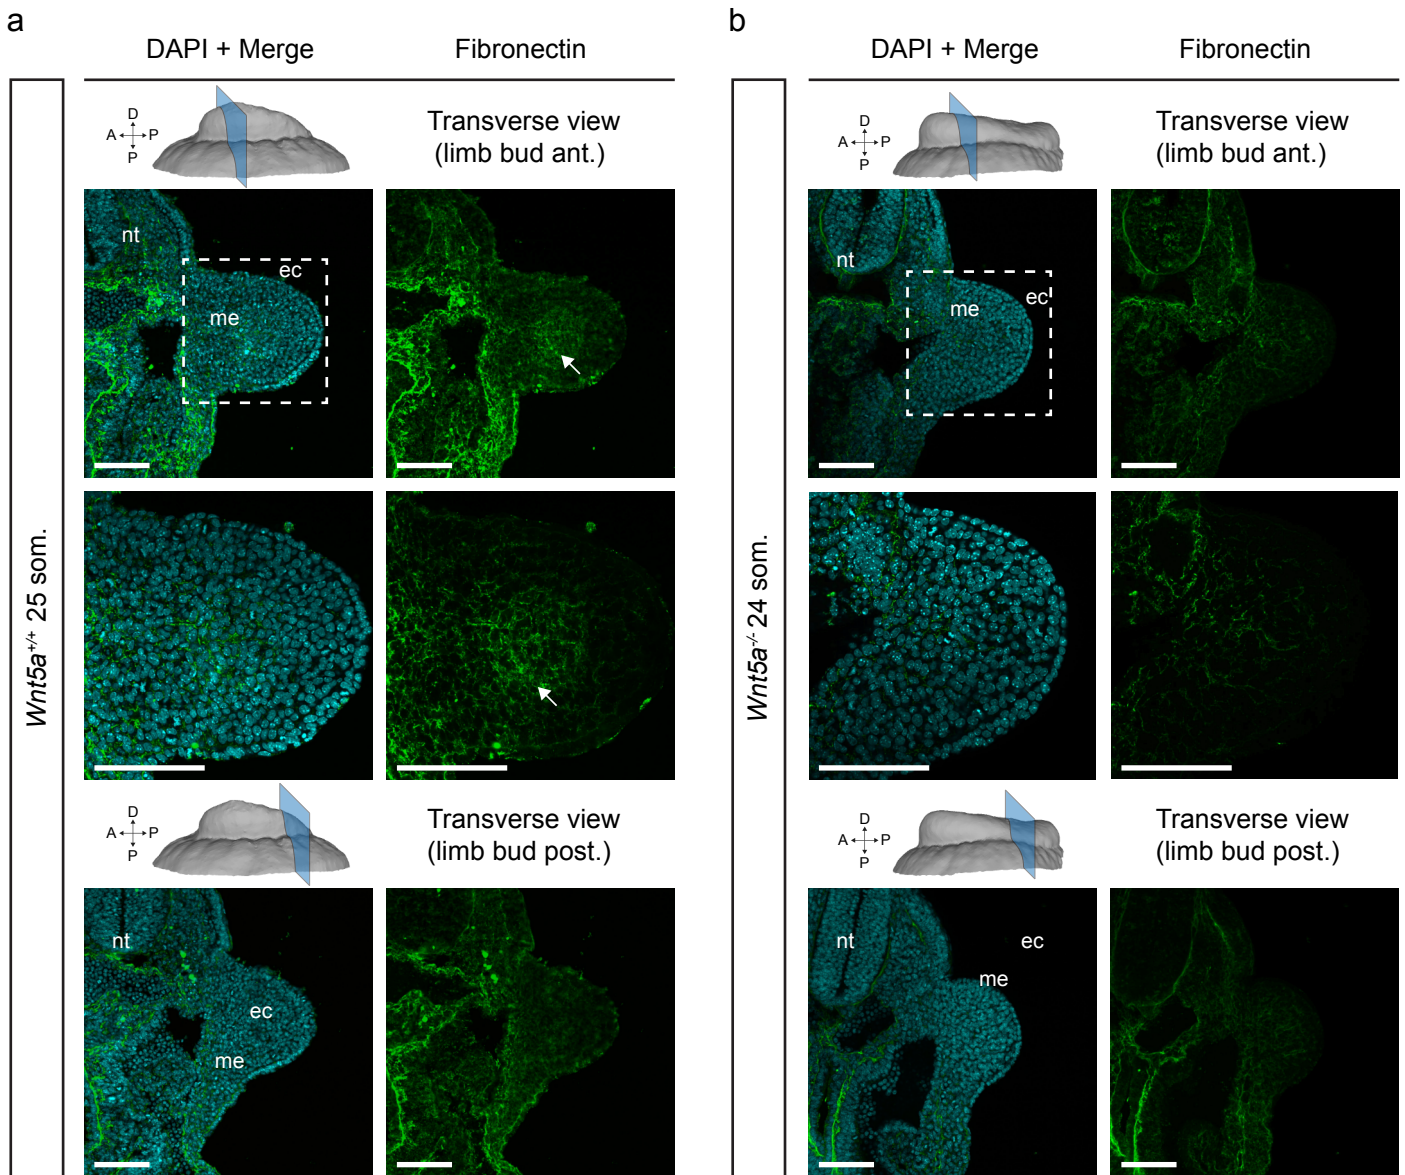 a
DAPI + Merge
Fibronectin
Wnt5a+/+ 25 som.
D
A P
P
Transverse view
(limb bud ant.)
nt
ec
me
D
A P
P
Transverse view
(limb bud post.)
nt
ec
me
b
DAPI + Merge
Fibronectin
Wnt5a-/- 24 som.
D
A P
P
Transverse view
(limb bud ant.)
nt
me
ec
D
A P
P
Transverse view
(limb bud post.)
nt
ec
me